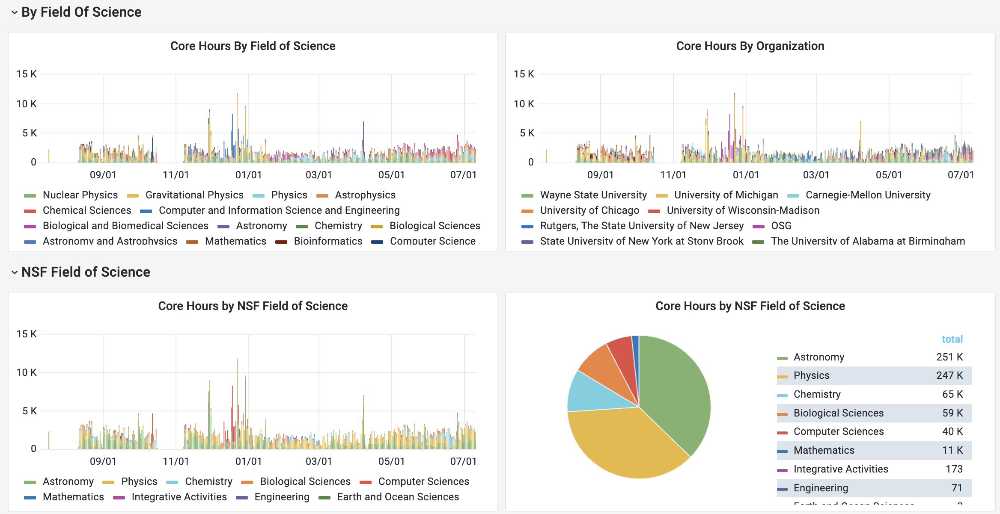 By Field Of Science
Core Hours By Field of Science
15 K
10 K
5 K
0
09/01 11/01 01/01 03/01 05/01 07/01
Nuclear Physics Gravitational Physics Physics Astrophysics
Chemical Sciences Computer and Information Science and Engineering
Biological and Biomedical Sciences Astronomy Chemistry Biological Sciences
Astronomy and Astrophysics Mathematics Bioinformatics Computer Science
Core Hours By Organization
15 K
10 K
5 K
0
09/01 11/01 01/01 03/01 05/01 07/01
Wayne State University University of Michigan Carnegie-Mellon University
University of Chicago University of Wisconsin-Madison
Rutgers, The State University of New Jersey OSG
State University of New York at Stony Brook The University of Alabama at Birmingham
NSF Field of Science
Core Hours by NSF Field of Science
15 K
10 K
5 K
0
09/01 11/01 01/01 03/01 05/01 07/01
Astronomy Physics Chemistry Biological Sciences Computer Sciences
Mathematics Integrative Activities Engineering Earth and Ocean Sciences
Core Hours by NSF Field of Science
total
Astronomy 251 K
Physics 247 K
Chemistry 65 K
Biological Sciences 59 K
Computer Sciences 40 K
Mathematics 11 K
Integrative Activities 173
Engineering 71
Earth and Ocean Sciences